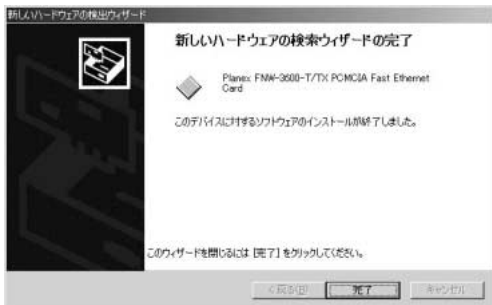 新しいハードウェアの検出ウィザード
新しいハードウェアの検索ウィザードの完了
Planex FNW-3600-T/TX PCMCIA Fast Ethernet
Card
このデバイスに対するソフトウェアのインストールが終了しました。
このウィザードを閉じるには [完了] をクリックしてください。
< 戻る(B)
完了
キャンセル